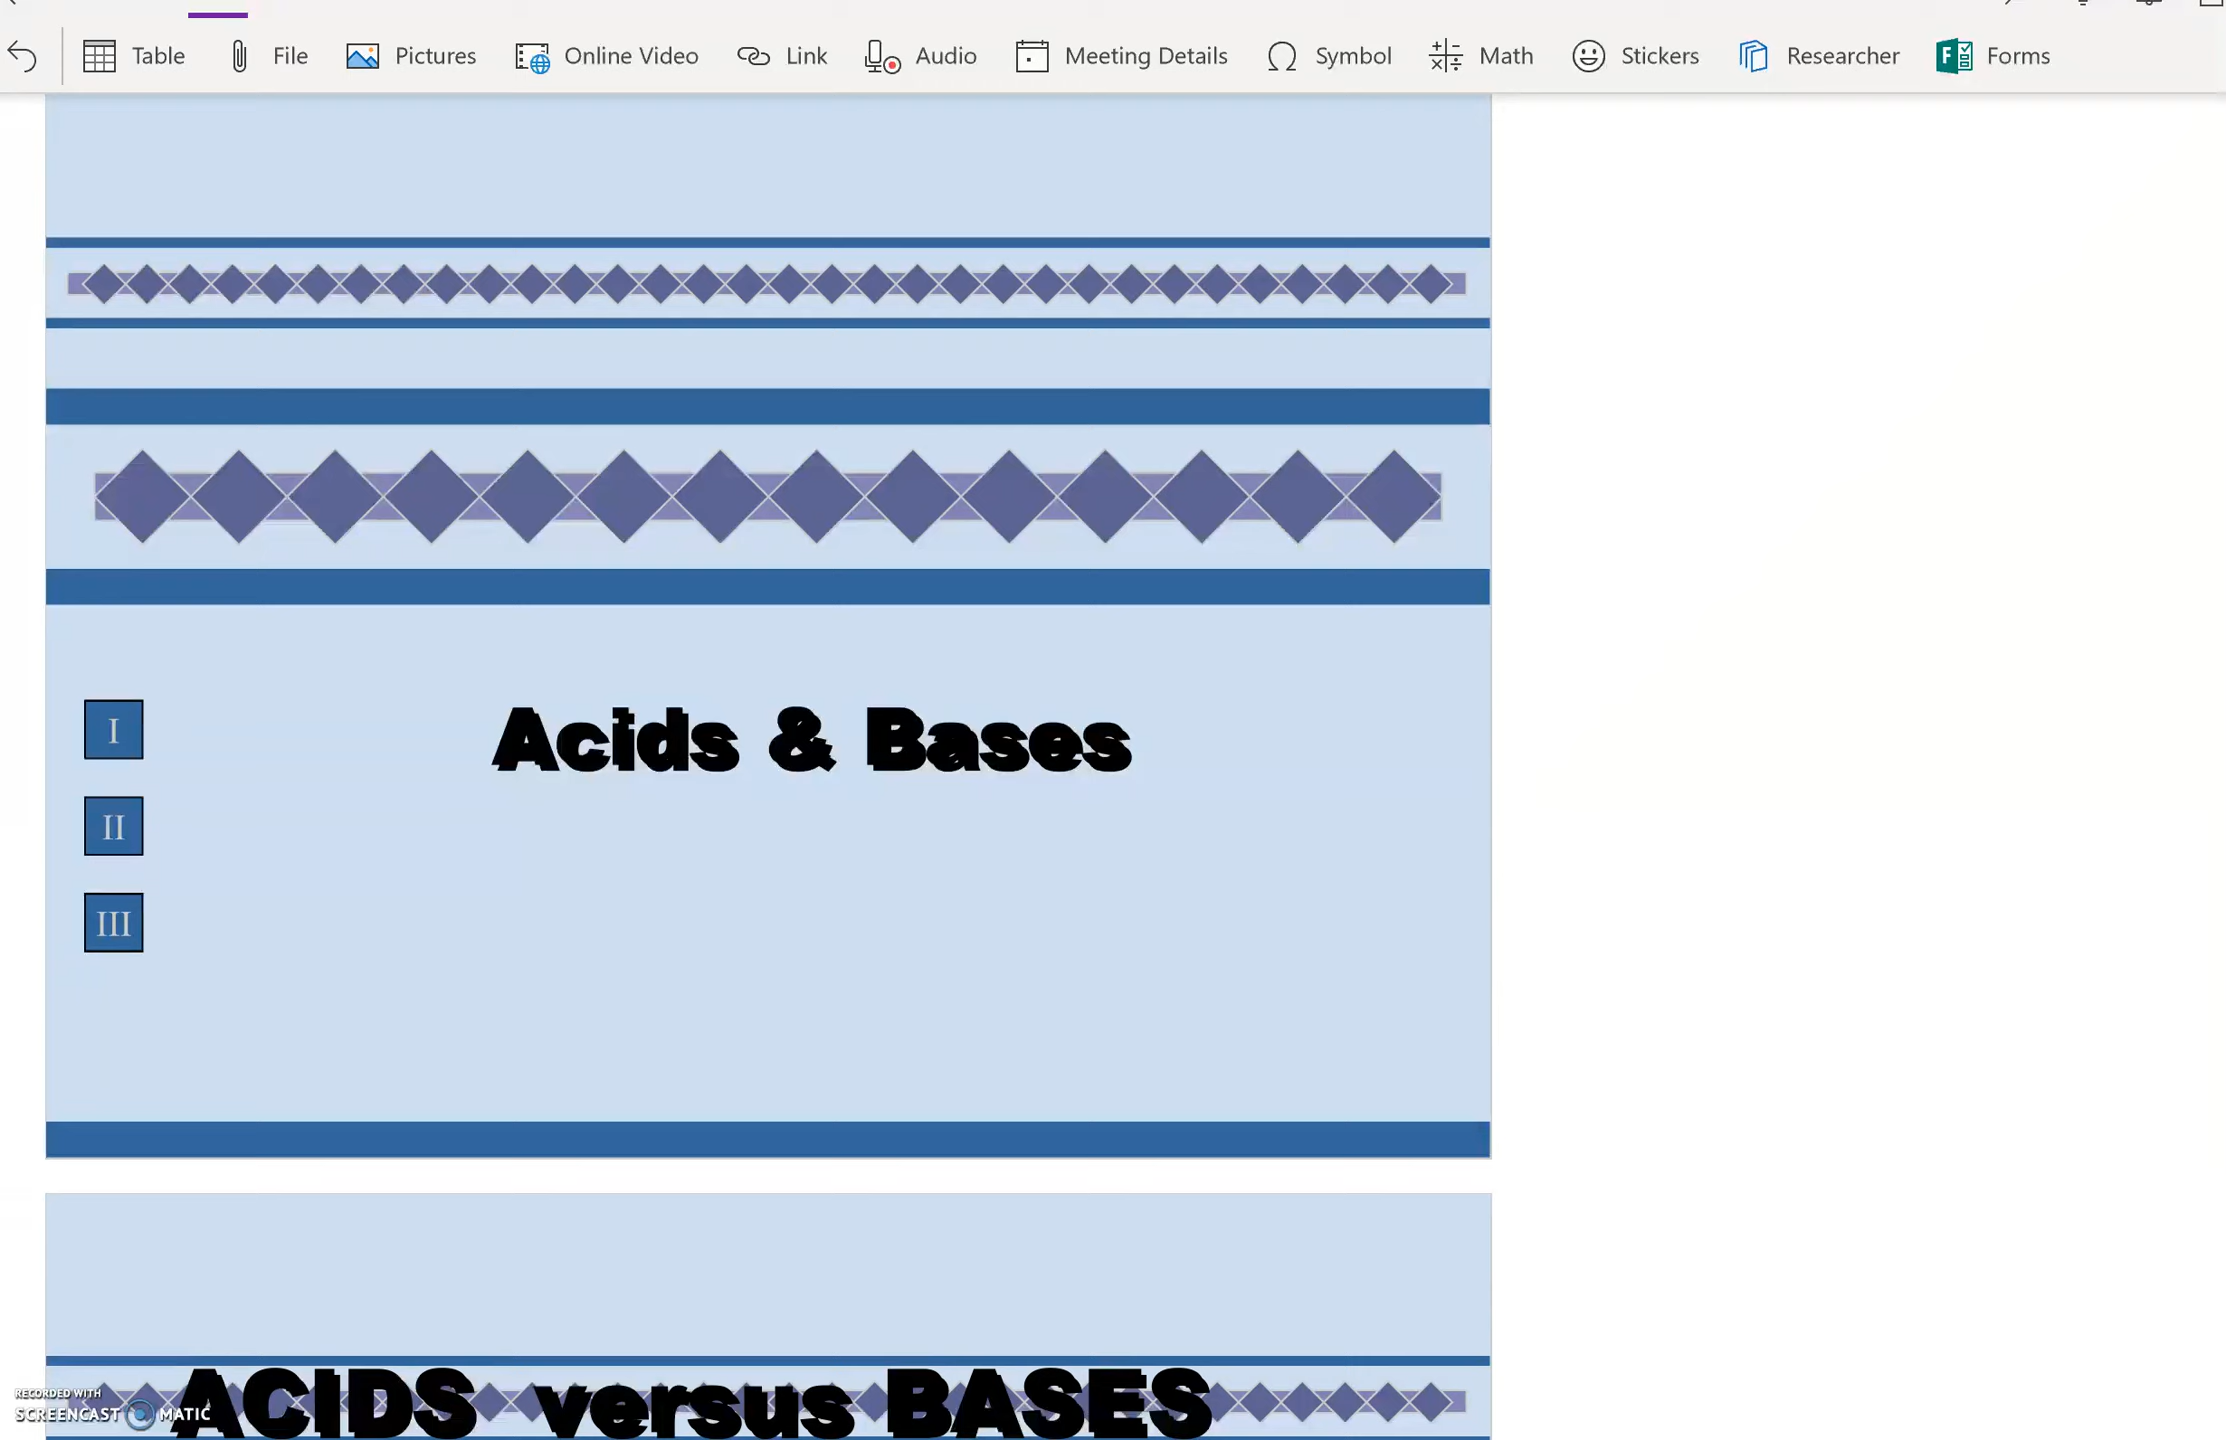 Table File Pictures Online Video Link Audio Meeting Details Symbol Math Stickers Researcher Forms
I
Acids & Bases
II
III
ACIDS versus BASES
RECORDED WITH
SCREENCAST MATIC